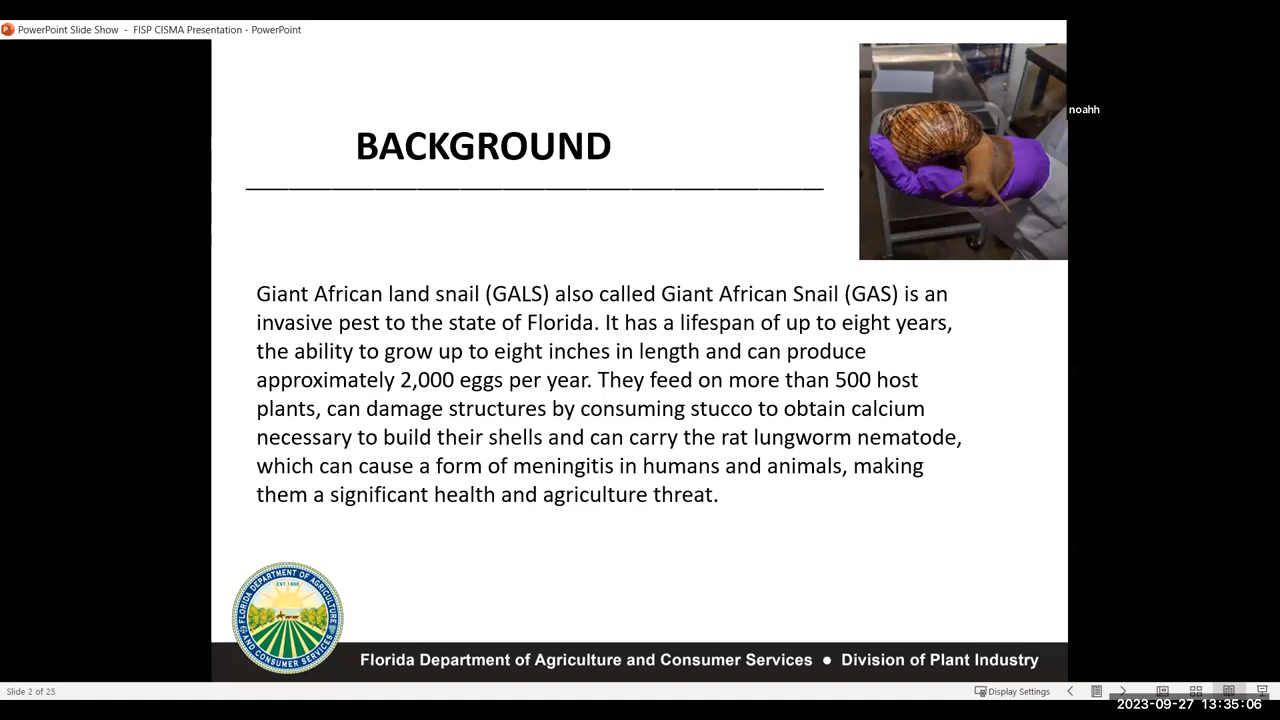 PowerPoint Slide Show - FISP CISMA Presentation - PowerPoint
noahh
BACKGROUND
Giant African land snail (GALS) also called Giant African Snail (GAS) is an
invasive pest to the state of Florida. It has a lifespan of up to eight years,
the ability to grow up to eight inches in length and can produce
approximately 2,000 eggs per year. They feed on more than 500 host
plants, can damage structures by consuming stucco to obtain calcium
necessary to build their shells and can carry the rat lungworm nematode,
which can cause a form of meningitis in humans and animals, making
them a significant health and agriculture threat.
FLORIDA DEPARTMENT OF AGRICULTURE
AND CONSUMER SERVICES
EST 1868
Florida Department of Agriculture and Consumer Services ● Division of Plant Industry
Slide 2 of 25
Display Settings
2023-09-27 13:35:06